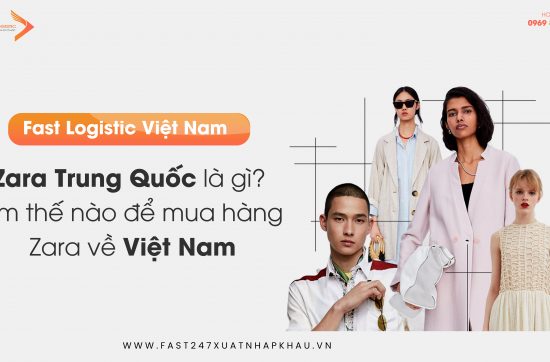 0969
Fast Logistic Việt Nam
Zara Trung Quốc là gì?
m thế nào để mua hàng
Zara về Việt Nam
WWW.FAST247XUATNHAPKHAU.VN